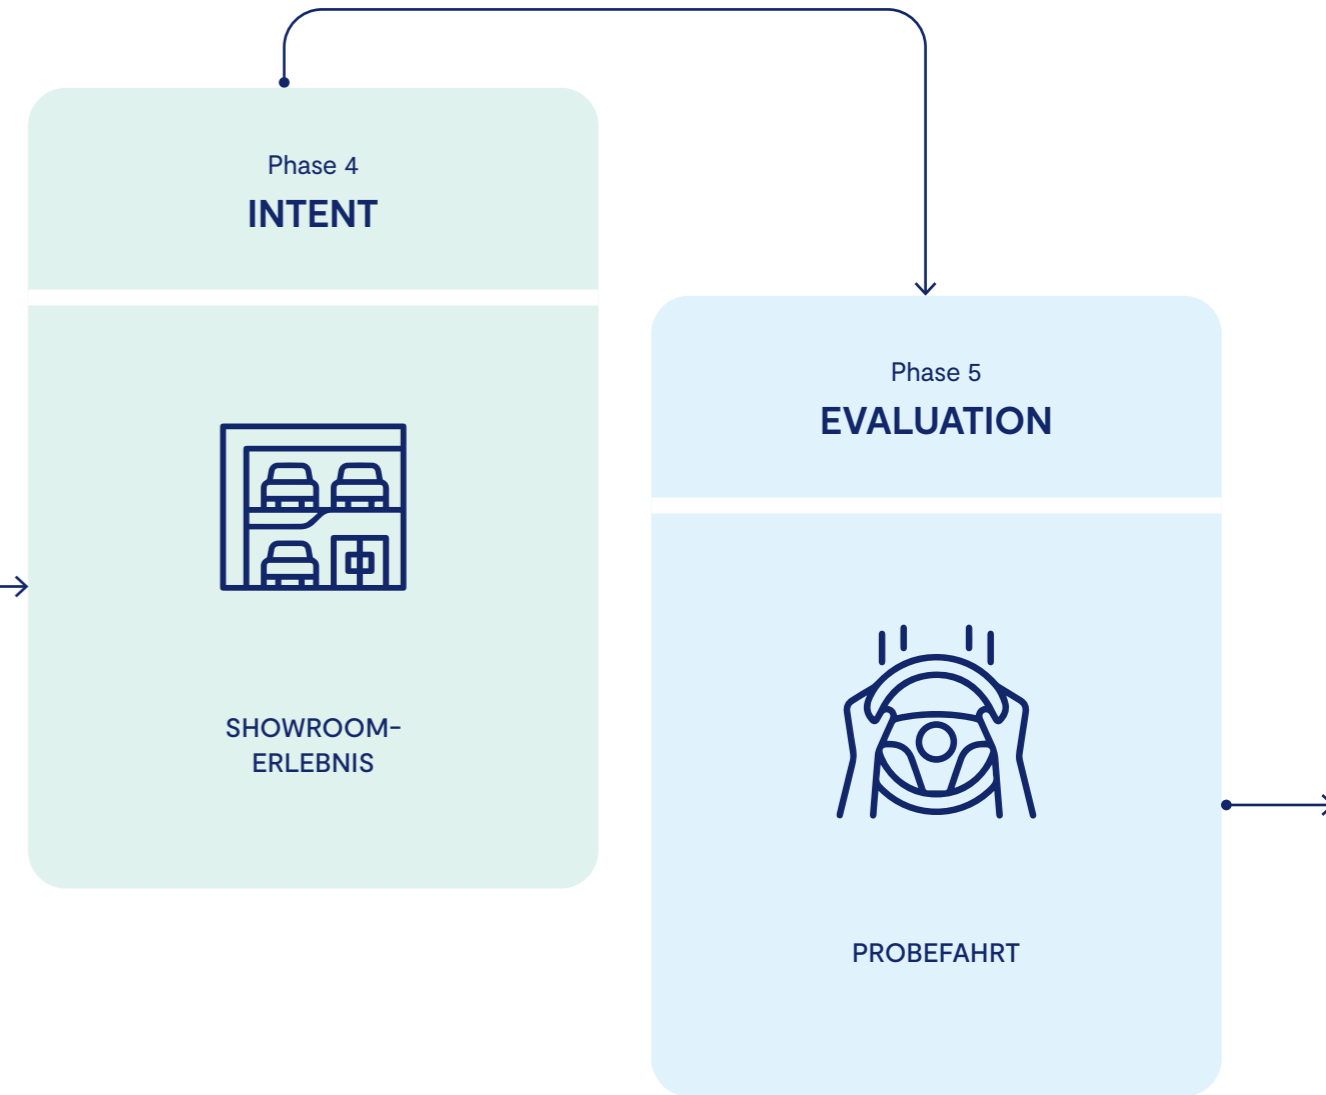 Phase 4
INTENT
SHOWROOM-
ERLEBNIS
Phase 5
EVALUATION
PROBEFAHRT